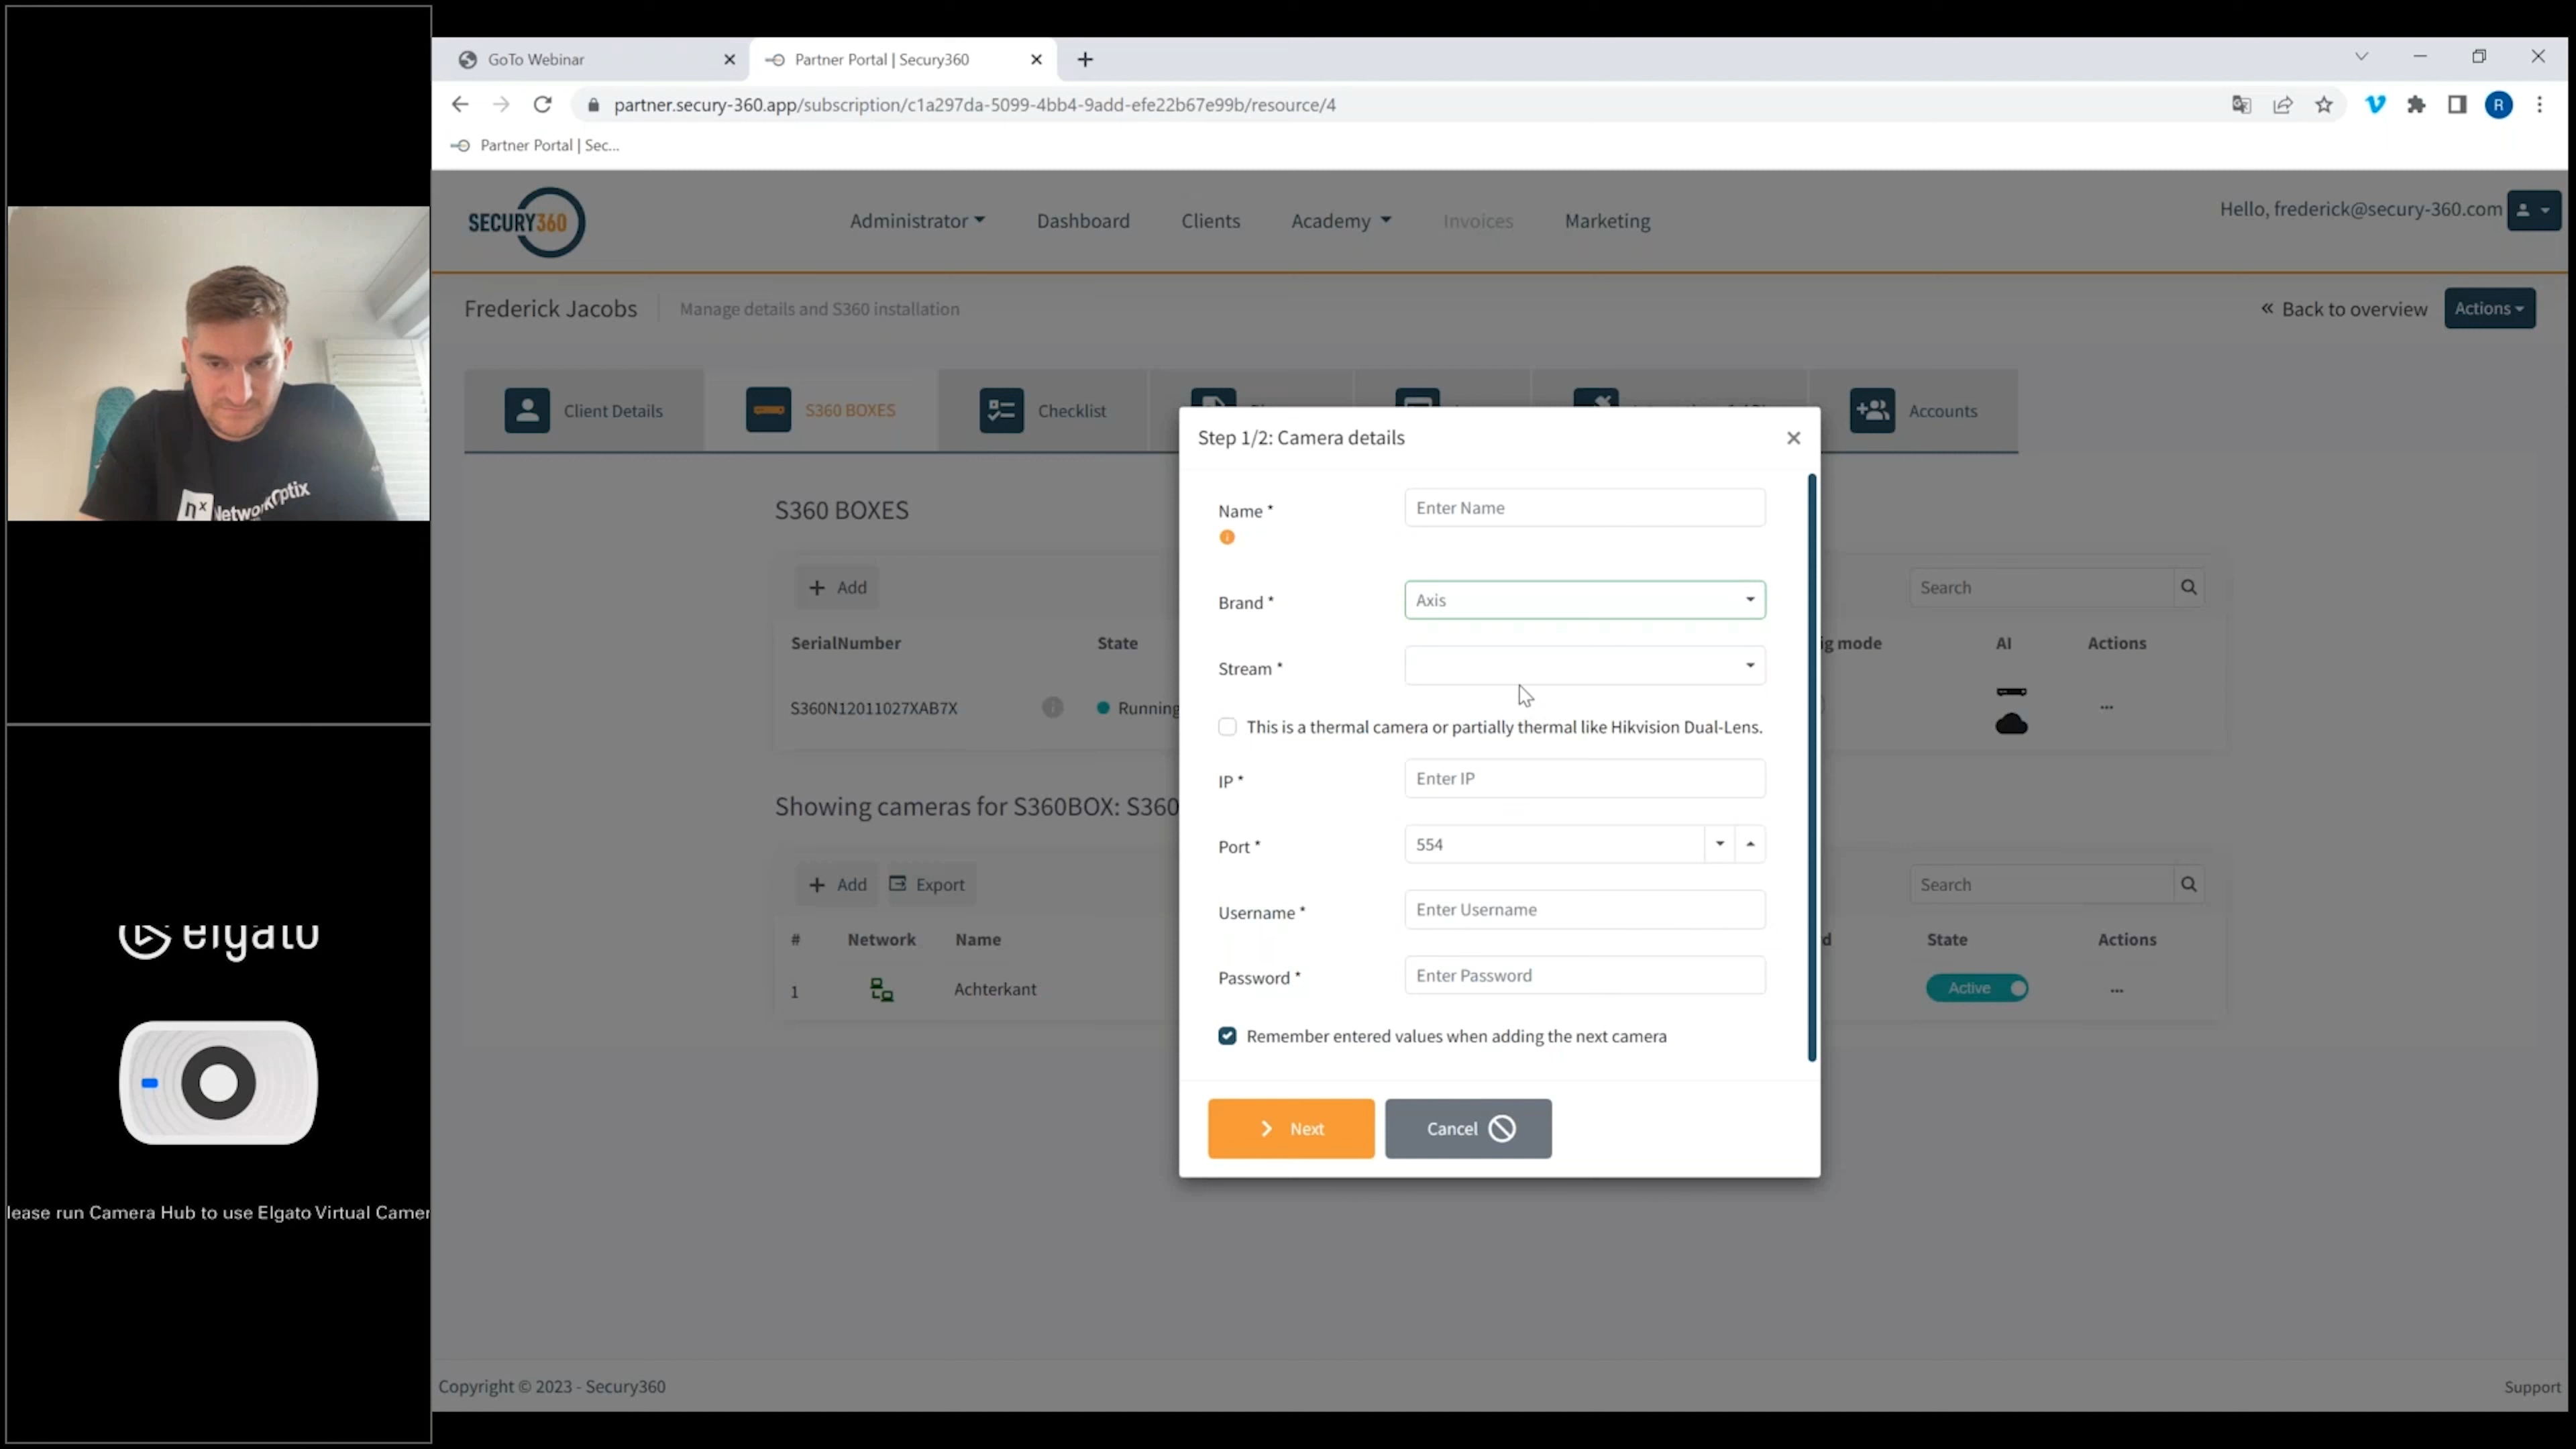 GoTo Webinar
Partner Portal | Secury360
partner.secury-360.app/subscription/c1a297da-5099-4bb4-9add-efe22b67e99b/resource/4
R
Partner Portal | Sec...
SECURY360
Administrator
Dashboard
Clients
Academy
Invoices
Marketing
Hello, frederick@secury-360.com
Frederick Jacobs
Manage details and S360 installation
« Back to overview
Actions
Client Details
S360 BOXES
Checklist
Accounts
S360 BOXES
Add
Search
SerialNumber
State
ig mode
AI
Actions
S360N12011027XAB7X
Running
...
Showing cameras for S360BOX: S360
Add
Export
Search
#
Network
Name
d
State
Actions
1
Achterkant
Active
...
Step 1/2: Camera details
Name *
Enter Name
Brand *
Axis
Stream *
This is a thermal camera or partially thermal like Hikvision Dual-Lens.
IP *
Enter IP
Port *
554
Username *
Enter Username
Password *
Enter Password
Remember entered values when adding the next camera
Next
Cancel
Copyright © 2023 - Secury360
Support
nx NetworkOptix
elgato
lease run Camera Hub to use Elgato Virtual Camer